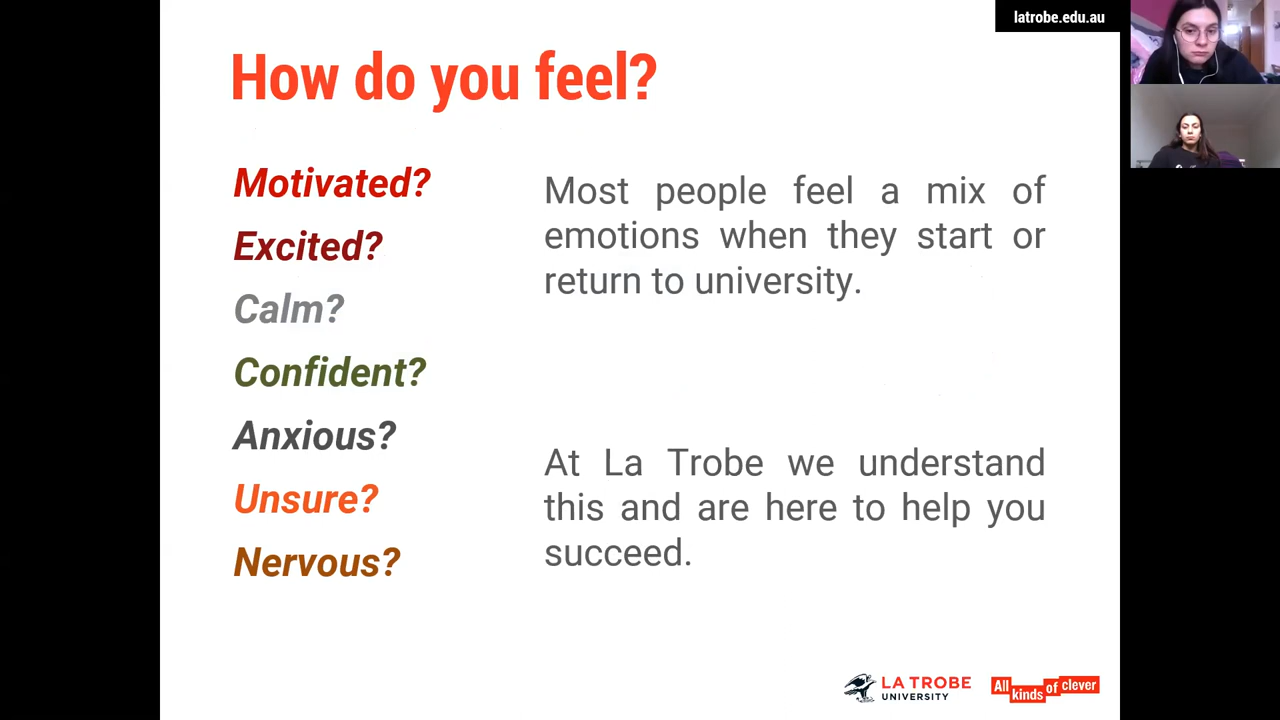 latrobe.edu.au
How do you feel?
Motivated?
Excited?
Calm?
Confident?
Anxious?
Unsure?
Nervous?
Most people feel a mix of
emotions when they start or
return to university.
At La Trobe we understand
this and are here to help you
succeed.
LA TROBE
UNIVERSITY
All kinds of clever